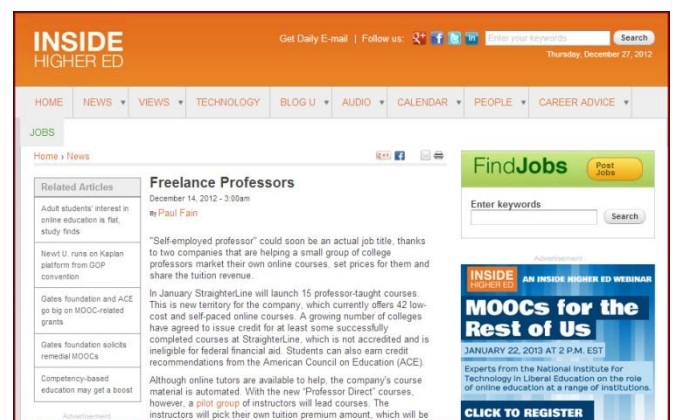 INSIDE
HIGHER ED
Get Daily E-mail | Follow us:
Enter your keywords
Search
Thursday, December 27, 2012
HOME NEWS VIEWS TECHNOLOGY BLOG U AUDIO CALENDAR PEOPLE CAREER ADVICE
JOBS
Home › News
Related Articles
Adult students' interest in
online education is flat,
study finds
Newt U. runs on Kaplan
platform from GOP
convention
Gates foundation and ACE
go big on MOOC-related
grants
Gates foundation solicits
remedial MOOCs
Competency-based
education may get a boost
Advertisement
Freelance Professors
December 14, 2012 - 3:00am
By Paul Fain
"Self-employed professor" could soon be an actual job title, thanks
to two companies that are helping a small group of college
professors market their own online courses, set prices for them and
share the tuition revenue.
In January StraighterLine will launch 15 professor-taught courses.
This is new territory for the company, which currently offers 42 low-
cost and self-paced online courses. A growing number of colleges
have agreed to issue credit for at least some successfully
completed courses at StraighterLine, which is not accredited and is
ineligible for federal financial aid. Students can also earn credit
recommendations from the American Council on Education (ACE).
Although online tutors are available to help, the company's course
material is automated. With the new "Professor Direct" courses,
however, a pilot group of instructors will lead courses. The
instructors will pick their own tuition premium amount, which will be
FindJobs
Post
Jobs
Enter keywords
Search
Advertisement
INSIDE
HIGHER ED
AN INSIDE HIGHER ED WEBINAR
MOOCs for the
Rest of Us
JANUARY 22, 2013 AT 2 P.M. EST
Experts from the National Institute for
Technology in Liberal Education on the role
of online education at a range of institutions.
CLICK TO REGISTER